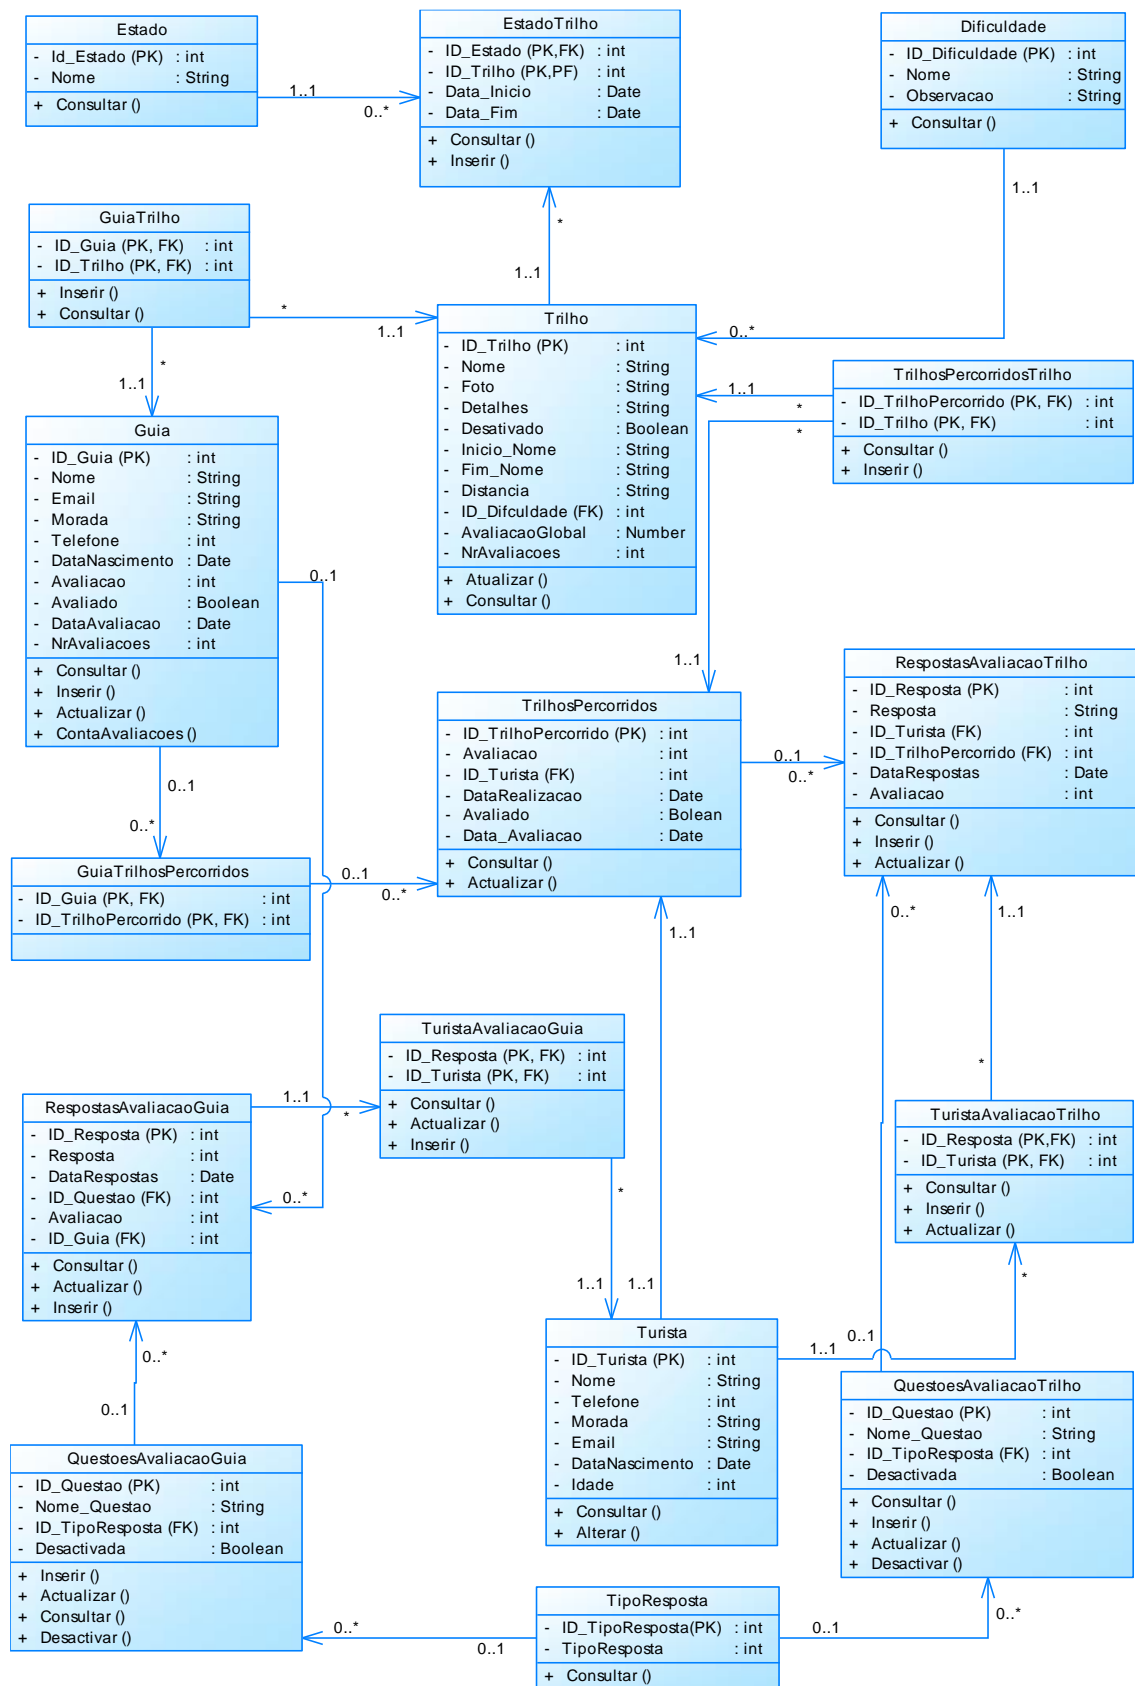 Estado
- Id_Estado (PK) : int
- Nome : String
+ Consultar ()
1..1
0..*
EstadoTrilho
- ID_Estado (PK,FK) : int
- ID_Trilho (PK,PF) : int
- Data_Inicio : Date
- Data_Fim : Date
+ Consultar ()
+ Inserir ()
Dificuldade
- ID_Dificuldade (PK) : int
- Nome : String
- Observacao : String
+ Consultar ()
1..1
*
1..1
GuiaTrilho
- ID_Guia (PK, FK) : int
- ID_Trilho (PK, FK) : int
+ Inserir ()
+ Consultar ()
*
1..1
*
1..1
Trilho
- ID_Trilho (PK) : int
- Nome : String
- Foto : String
- Detalhes : String
- Desativado : Boolean
- Inicio_Nome : String
- Fim_Nome : String
- Distancia : String
- ID_Difculdade (FK) : int
- AvaliacaoGlobal : Number
- NrAvaliacoes : int
+ Atualizar ()
+ Consultar ()
0..*
1..1
*
*
TrilhosPercorridosTrilho
- ID_TrilhoPercorrido (PK, FK) : int
- ID_Trilho (PK, FK) : int
+ Consultar ()
+ Inserir ()
Guia
- ID_Guia (PK) : int
- Nome : String
- Email : String
- Morada : String
- Telefone : int
- DataNascimento : Date
- Avaliacao : int
- Avaliado : Boolean
- DataAvaliacao : Date
- NrAvaliacoes : int
+ Consultar ()
+ Inserir ()
+ Actualizar ()
+ ContaAvaliacoes ()
0..1
0..1
0..*
1..1
TrilhosPercorridos
- ID_TrilhoPercorrido (PK) : int
- Avaliacao : int
- ID_Turista (FK) : int
- DataRealizacao : Date
- Avaliado : Bolean
- Data_Avaliacao : Date
+ Consultar ()
+ Actualizar ()
0..1
0..*
RespostasAvaliacaoTrilho
- ID_Resposta (PK) : int
- Resposta : String
- ID_Turista (FK) : int
- ID_TrilhoPercorrido (FK) : int
- DataRespostas : Date
- Avaliacao : int
+ Consultar ()
+ Inserir ()
+ Actualizar ()
GuiaTrilhosPercorridos
- ID_Guia (PK, FK) : int
- ID_TrilhoPercorrido (PK, FK) : int
0..1
0..*
1..1
0..*
1..1
TuristaAvaliacaoGuia
- ID_Resposta (PK, FK) : int
- ID_Turista (PK, FK) : int
+ Consultar ()
+ Actualizar ()
+ Inserir ()
1..1
*
*
1..1
RespostasAvaliacaoGuia
- ID_Resposta (PK) : int
- Resposta : int
- DataRespostas : Date
- ID_Questao (FK) : int
- Avaliacao : int
- ID_Guia (FK) : int
+ Consultar ()
+ Actualizar ()
+ Inserir ()
0..*
*
TuristaAvaliacaoTrilho
- ID_Resposta (PK,FK) : int
- ID_Turista (PK, FK) : int
+ Consultar ()
+ Inserir ()
+ Actualizar ()
*
1..1
Turista
- ID_Turista (PK) : int
- Nome : String
- Telefone : int
- Morada : String
- Email : String
- DataNascimento : Date
- Idade : int
+ Consultar ()
+ Alterar ()
1..1
0..1
0..*
0..1
QuestoesAvaliacaoTrilho
- ID_Questao (PK) : int
- Nome_Questao : String
- ID_TipoResposta (FK) : int
- Desactivada : Boolean
+ Consultar ()
+ Inserir ()
+ Actualizar ()
+ Desactivar ()
QuestoesAvaliacaoGuia
- ID_Questao (PK) : int
- Nome_Questao : String
- ID_TipoResposta (FK) : int
- Desactivada : Boolean
+ Inserir ()
+ Actualizar ()
+ Consultar ()
+ Desactivar ()
0..*
0..1
TipoResposta
- ID_TipoResposta(PK) : int
- TipoResposta : int
+ Consultar ()
0..1
0..*